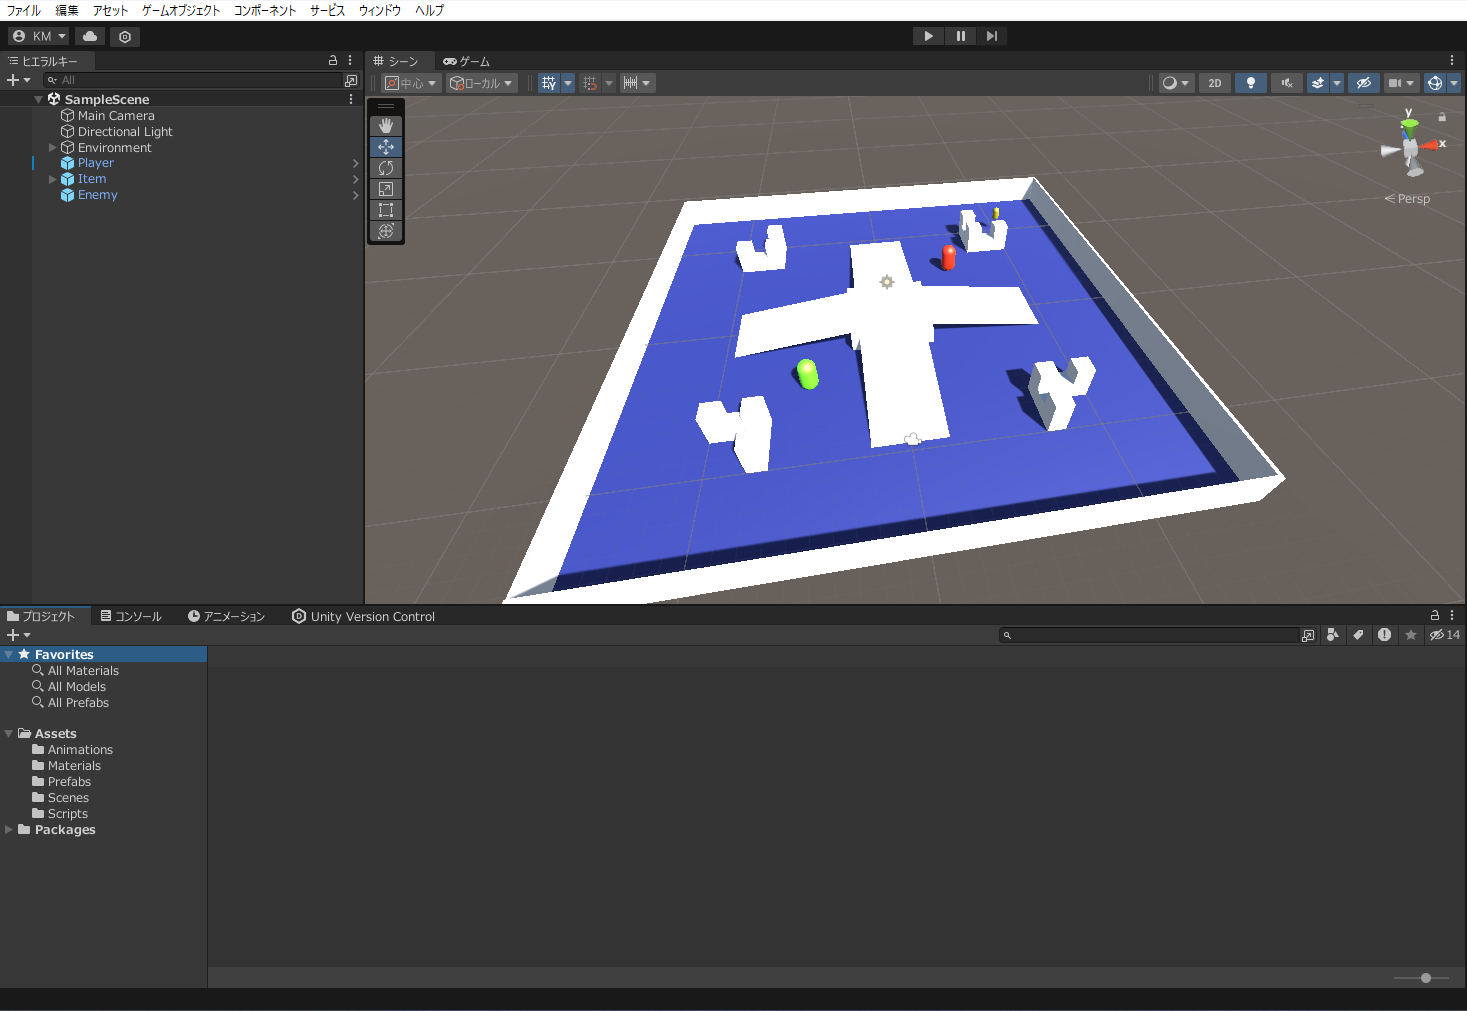 ファイル 編集 アセット ゲームオブジェクト コンポーネント サービス ウィンドウ ヘルプ
KM
ヒエラルキー
All
SampleScene
Main Camera
Directional Light
Environment
Player
Item
Enemy
シーン ゲーム
中心 ローカル 2D
y
x
Persp
プロジェクト コンソール アニメーション Unity Version Control
14
Favorites
All Materials
All Models
All Prefabs
Assets
Animations
Materials
Prefabs
Scenes
Scripts
Packages